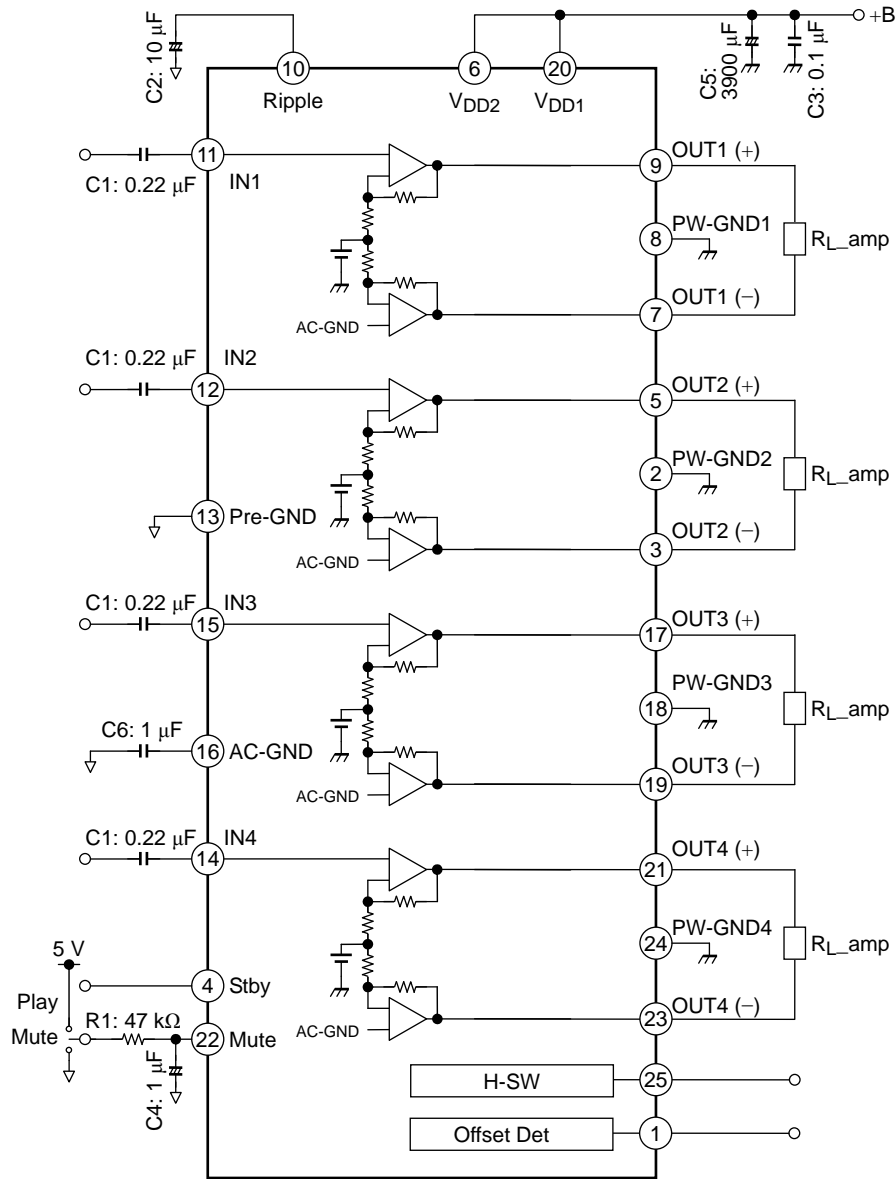 C2: 10 µF
C5: 3900 µF
C3: 0.1 µF
+B
10
6
20
Ripple
VDD2
VDD1
11
IN1
C1: 0.22 µF
9
OUT1 (+)
8
PW-GND1
RL_amp
AC-GND
7
OUT1 (−)
C1: 0.22 µF
IN2
12
5
OUT2 (+)
2
PW-GND2
RL_amp
13
Pre-GND
AC-GND
3
OUT2 (−)
C1: 0.22 µF
IN3
15
17
OUT3 (+)
18
PW-GND3
RL_amp
C6: 1 µF
16
AC-GND
AC-GND
19
OUT3 (−)
C1: 0.22 µF
IN4
14
21
OUT4 (+)
24
PW-GND4
RL_amp
5 V
4
Stby
Play
Mute
R1: 47 kΩ
22
Mute
C4: 1 µF
AC-GND
23
OUT4 (−)
H-SW
25
Offset Det
1